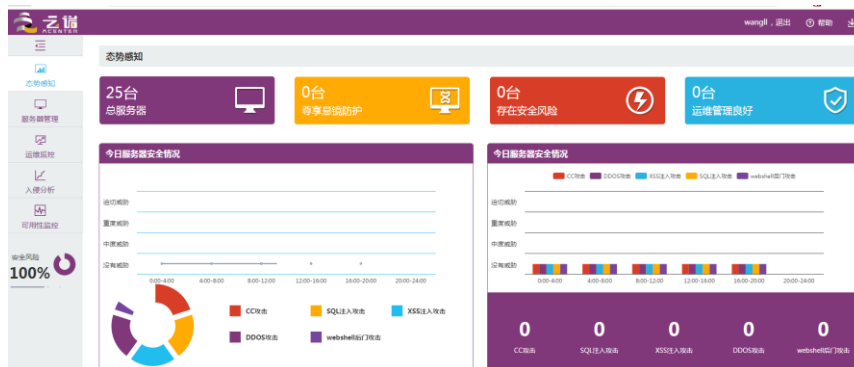 云谱
ACENTER
wangll，退出 帮助
态势感知
服务器管理
运维监控
入侵分析
可用性监控
安全风险
100%
态势感知
25台
总服务器
0台
尊享悬镜防护
0台
存在安全风险
0台
运维管理良好
今日服务器安全情况
迫切威胁
重度威胁
中度威胁
没有威胁
0:00-4:00 4:00-8:00 8:00-12:00 12:00-16:00 16:00-20:00 20:00-24:00
CC攻击 SQL注入攻击 XSS注入攻击
DDOS攻击 webshell后门攻击
今日服务器安全情况
CC攻击 DDOS攻击 XSS注入攻击 SQL注入攻击 webshell后门攻击
迫切威胁
重度威胁
中度威胁
没有威胁
0:00-4:00 4:00-8:00 8:00-12:00 12:00-16:00 16:00-20:00 20:00-24:00
0 0 0 0 0
CC攻击 SQL注入攻击 XSS注入攻击 DDOS攻击 webshell后门攻击